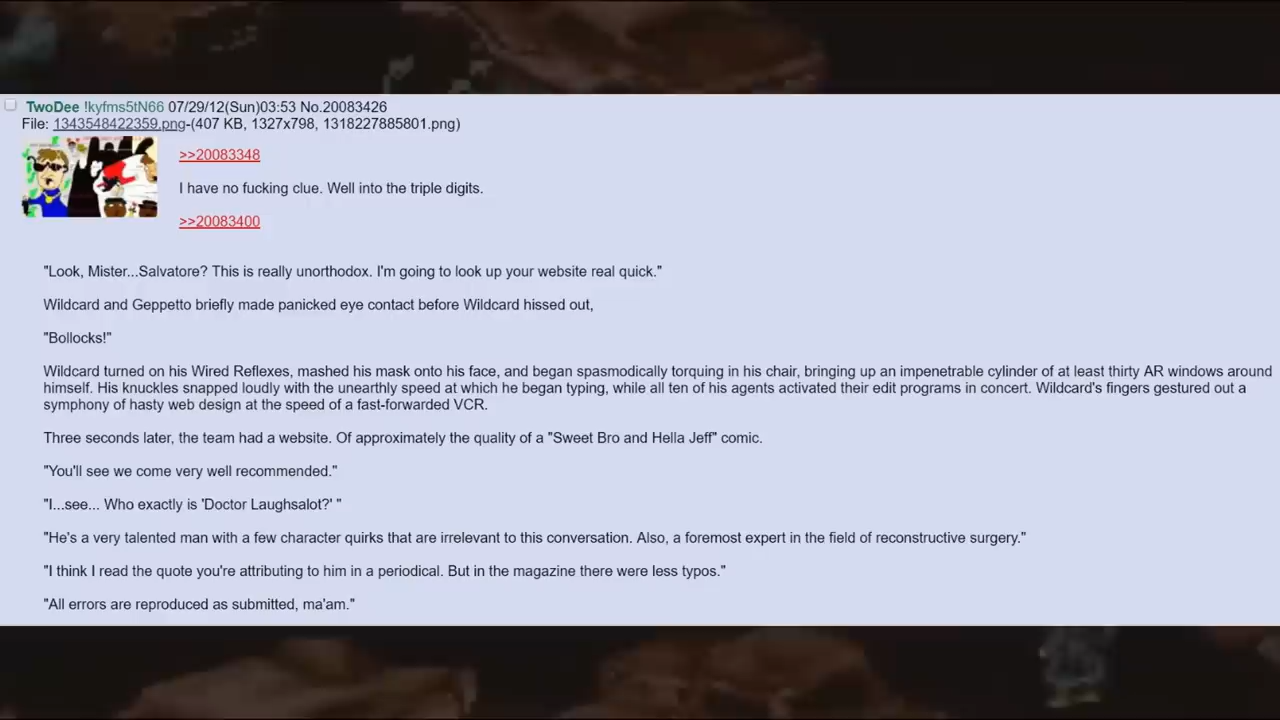 TwoDee !kyfms5tN66 07/29/12(Sun)03:53 No.20083426
File: 1343548422359.png-(407 KB, 1327x798, 1318227885801.png)
>>20083348
I have no fucking clue. Well into the triple digits.
>>20083400
"Look, Mister...Salvatore? This is really unorthodox. I'm going to look up your website real quick."
Wildcard and Geppetto briefly made panicked eye contact before Wildcard hissed out,
"Bollocks!"
Wildcard turned on his Wired Reflexes, mashed his mask onto his face, and began spasmodically torquing in his chair, bringing up an impenetrable cylinder of at least thirty AR windows around
himself. His knuckles snapped loudly with the unearthly speed at which he began typing, while all ten of his agents activated their edit programs in concert. Wildcard's fingers gestured out a
symphony of hasty web design at the speed of a fast-forwarded VCR.
Three seconds later, the team had a website. Of approximately the quality of a "Sweet Bro and Hella Jeff" comic.
"You'll see we come very well recommended."
"I...see... Who exactly is 'Doctor Laughsalot?' "
"He's a very talented man with a few character quirks that are irrelevant to this conversation. Also, a foremost expert in the field of reconstructive surgery."
"I think I read the quote you're attributing to him in a periodical. But in the magazine there were less typos."
"All errors are reproduced as submitted, ma'am."